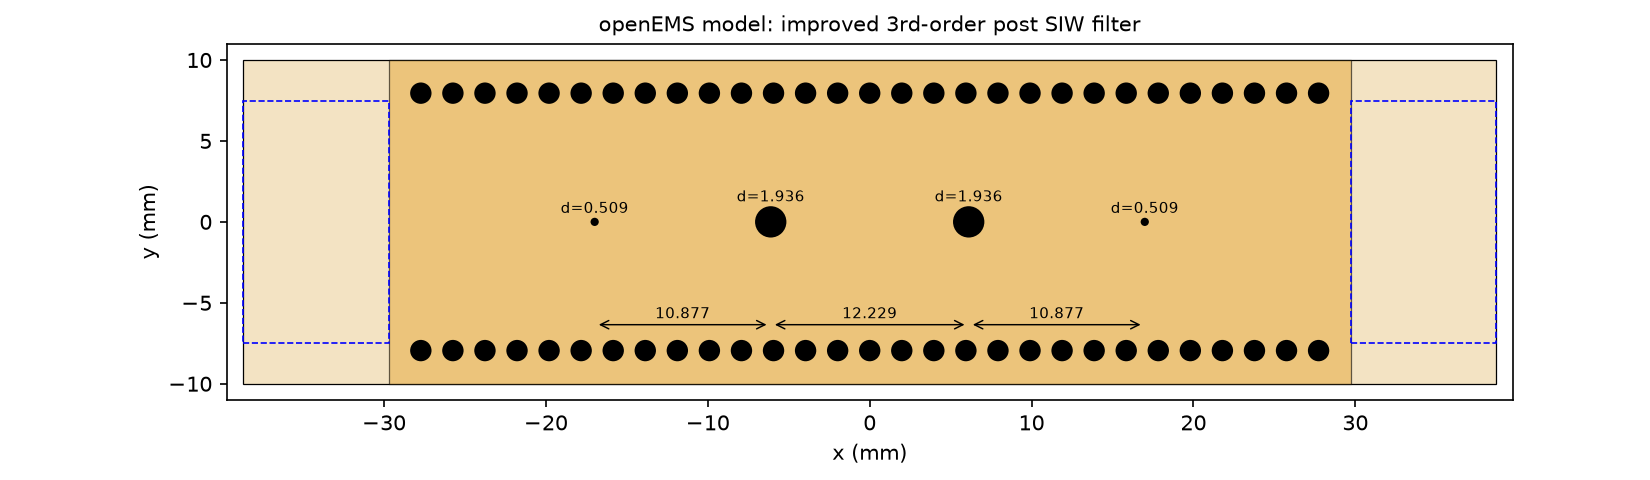 openEMS model: improved 3rd-order post SIW filter
10
5
0
−5
−10
y (mm)
d=0.509
d=1.936
d=1.936
d=0.509
10.877
12.229
10.877
−30
−20
−10
0
10
20
30
x (mm)